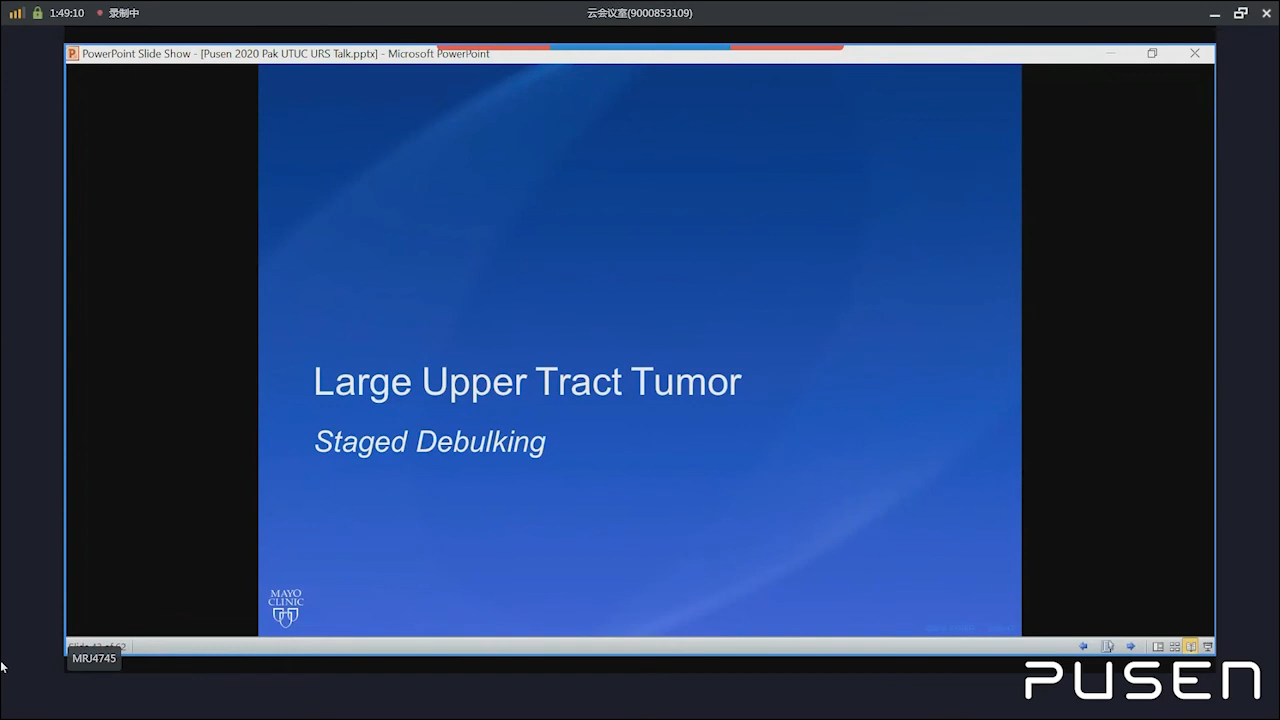 1:49:10 录制中
云会议室(9000853109)
PowerPoint Slide Show - [Pusen 2020 Pak UTUC URS Talk.pptx] - Microsoft PowerPoint
Large Upper Tract Tumor
Staged Debulking
MAYO
CLINIC
MRJ4745
PUSEN